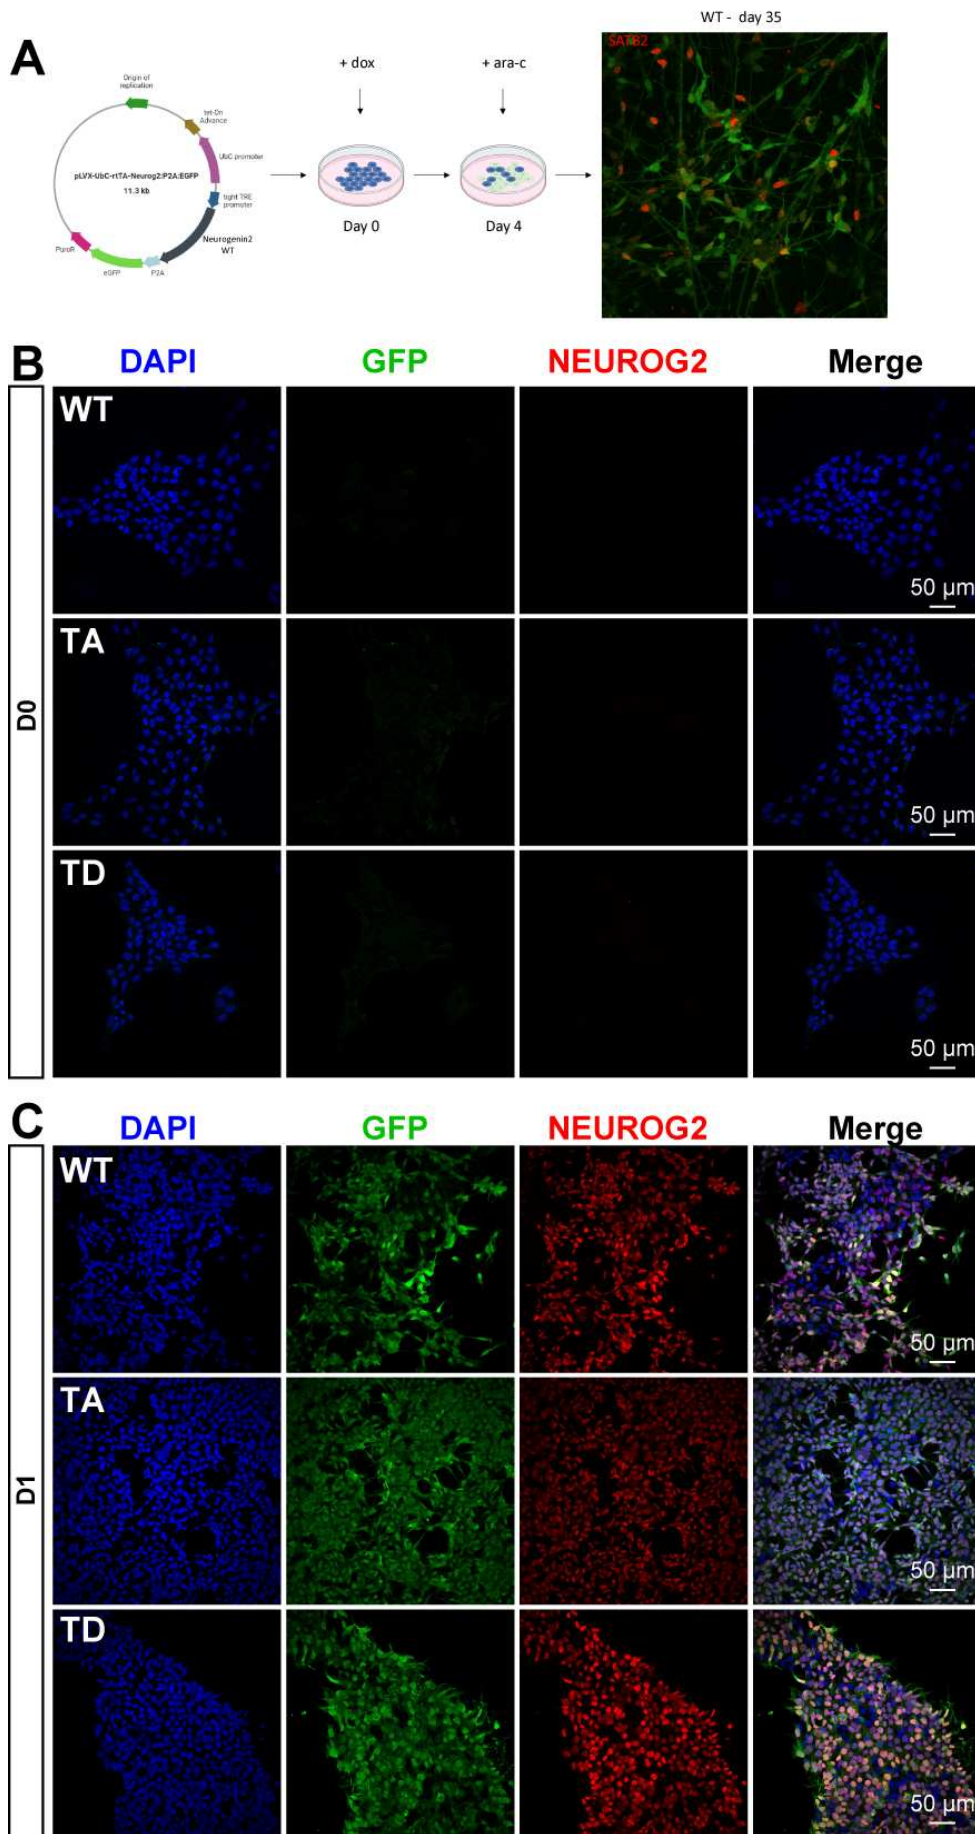 A
WT - day 35
SATB2
+ dox
+ ara-c
Origin of
replication
tet-On
Advance
UbC promoter
pLVX-UbC-rtTA-Neurog2:P2A:EGFP
11.3 kb
tight TRE
promoter
Neurogenin2
WT
P2A
eGFP
PuroR
Day 0
Day 4
B
DAPI
GFP
NEUROG2
Merge
D0
WT
50 µm
TA
50 µm
TD
50 µm
C
DAPI
GFP
NEUROG2
Merge
D1
WT
50 µm
TA
50 µm
TD
50 µm